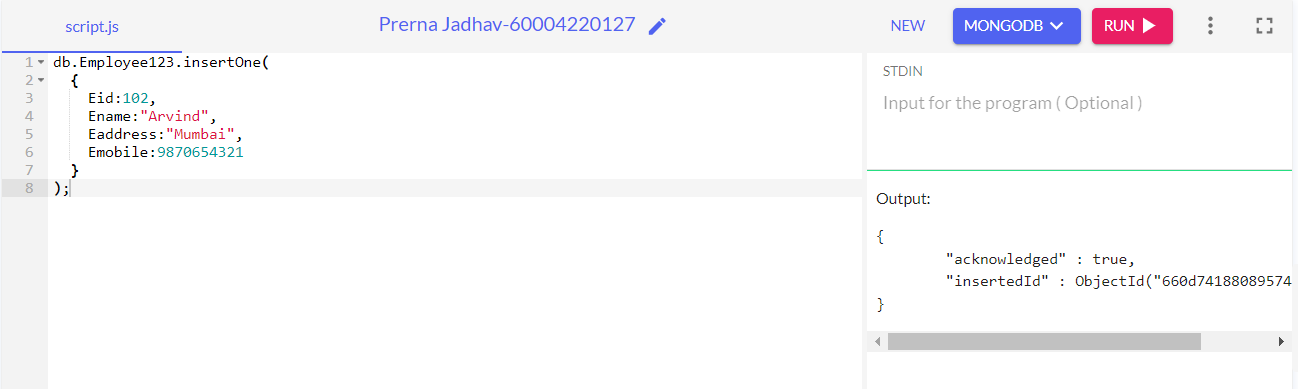 script.js
Prerna Jadhav-60004220127
NEW
MONGODB
RUN
1 db.Employee123.insertOne(
2 {
3 Eid:102,
4 Ename:"Arvind",
5 Eaddress:"Mumbai",
6 Emobile:9870654321
7 }
8 );
STDIN
Input for the program ( Optional )
Output:
{
"acknowledged" : true,
"insertedId" : ObjectId("660d74188089574
}